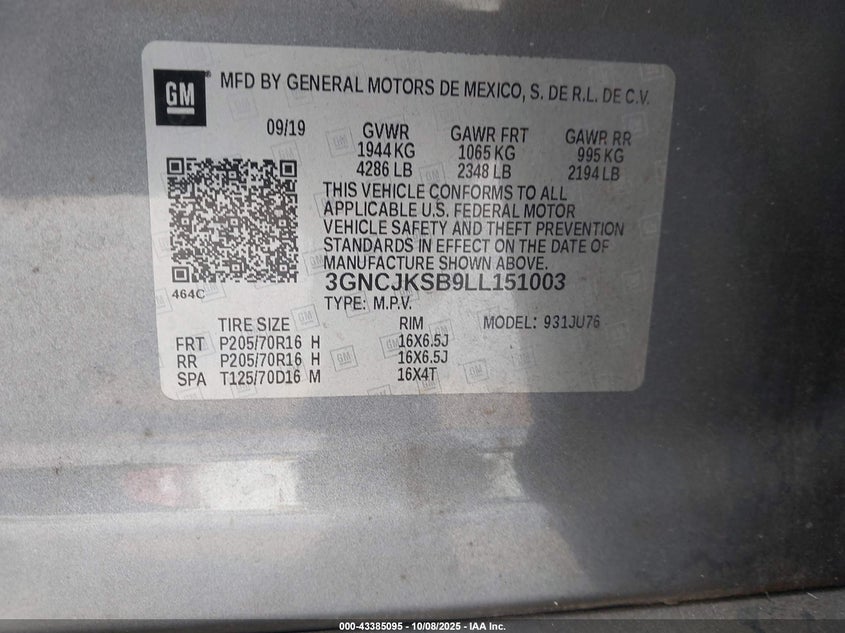 GM
MFD BY GENERAL MOTORS DE MEXICO, S. DE R.L. DE C.V.
09/19 GVWR GAWR FRT GAWR RR
1944 KG 1065 KG 995 KG
4286 LB 2348 LB 2194 LB
THIS VEHICLE CONFORMS TO ALL
APPLICABLE U.S. FEDERAL MOTOR
VEHICLE SAFETY AND THEFT PREVENTION
STANDARDS IN EFFECT ON THE DATE OF
MANUFACTURE SHOWN ABOVE.
464C
3GNCJKSB9LL151003
TYPE: M.P.V.
TIRE SIZE RIM MODEL: 931JU76
FRT P205/70R16 H 16X6.5J
RR P205/70R16 H 16X6.5J
SPA T125/70D16 M 16X4T
000-43385095 - 10/08/2025 - IAA Inc.